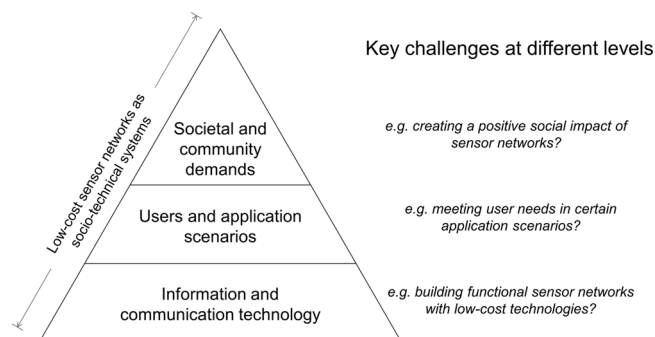 Key challenges at different levels
Low-cost sensor networks as
socio-technical systems
Societal and
community
demands
e.g. creating a positive social impact of
sensor networks?
Users and application
scenarios
e.g. meeting user needs in certain
application scenarios?
Information and
communication technology
e.g. building functional sensor networks
with low-cost technologies?